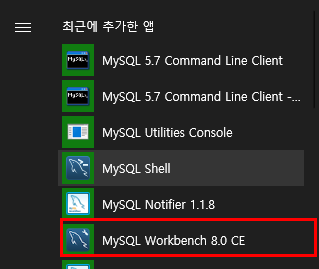 최근에 추가한 앱
MySQL 5.7 Command Line Client
MySQL 5.7 Command Line Client -...
MySQL Utilities Console
MySQL Shell
MySQL Notifier 1.1.8
MySQL Workbench 8.0 CE